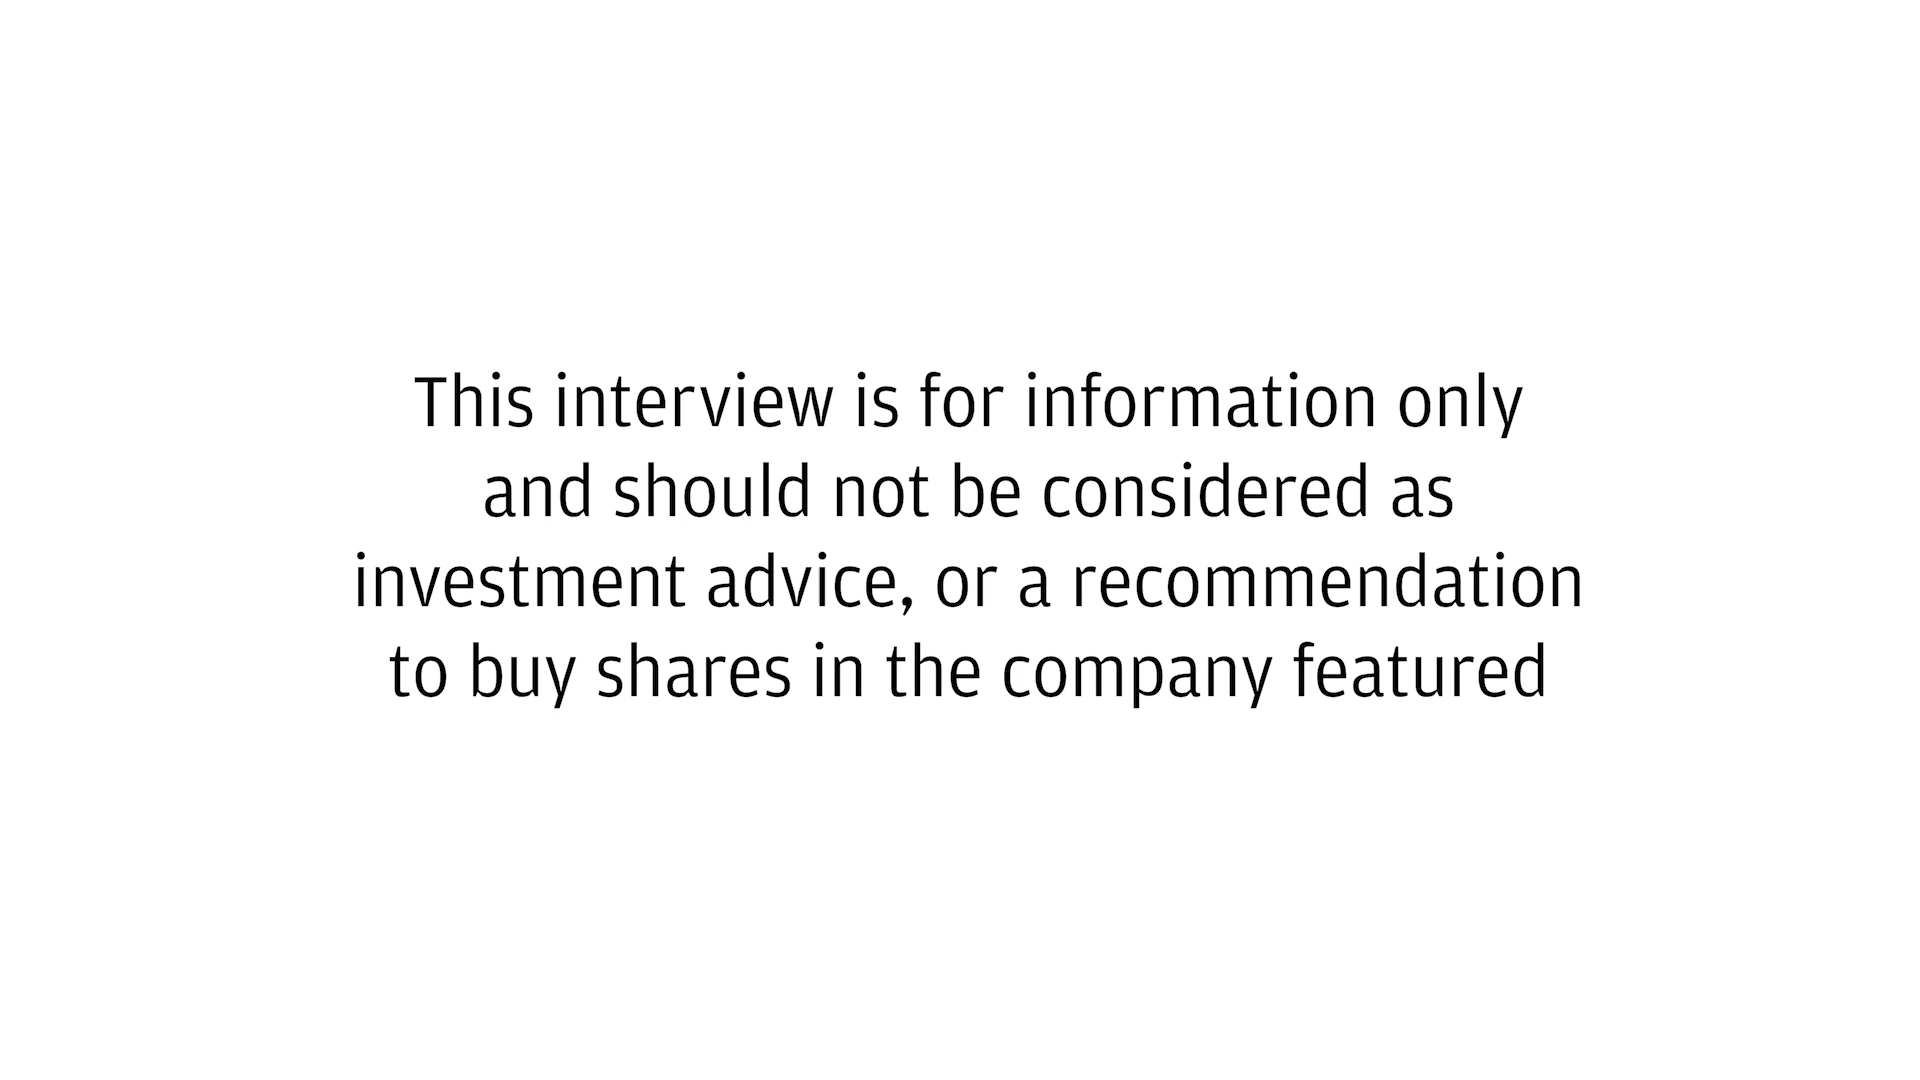 This interview is for information only
and should not be considered as
investment advice, or a recommendation
to buy shares in the company featured